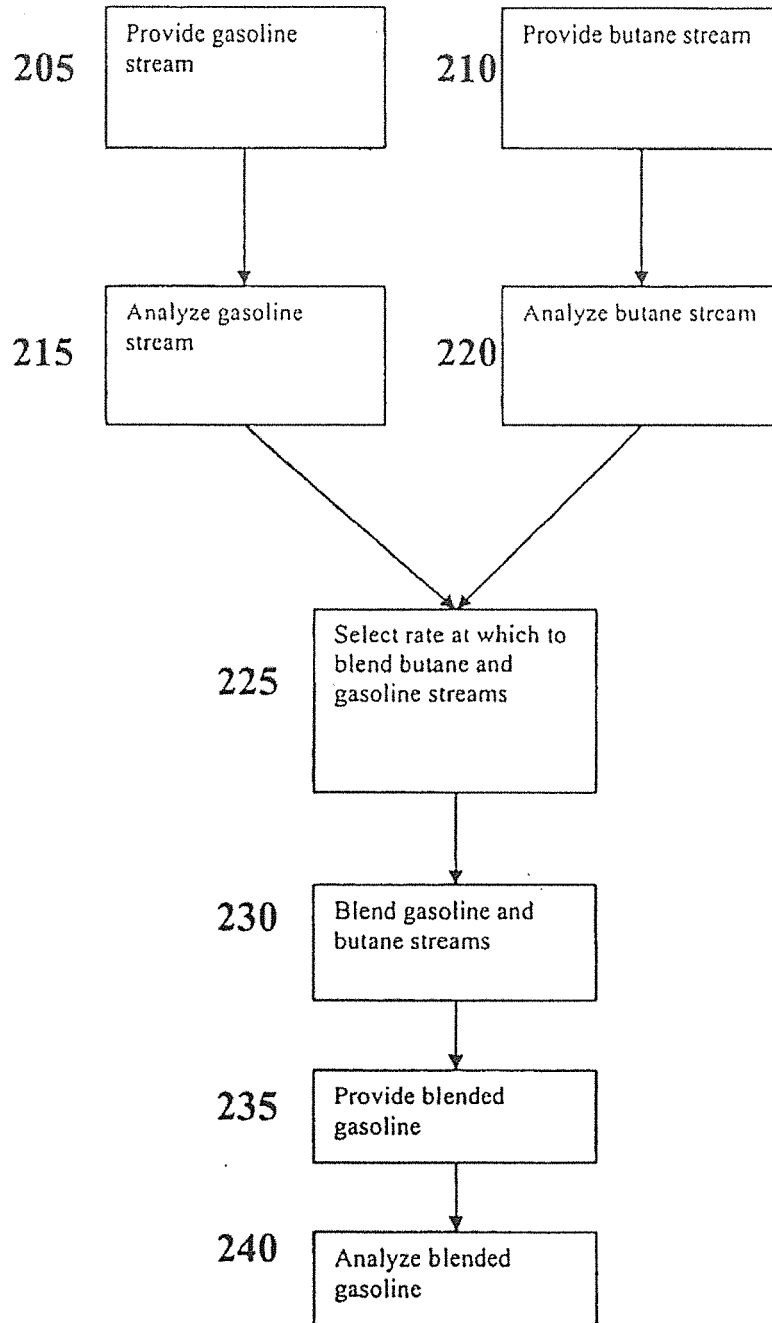 205
Provide gasoline
stream
210
Provide butane stream
215
Analyze gasoline
stream
220
Analyze butane stream
225
Select rate at which to
blend butane and
gasoline streams
230
Blend gasoline and
butane streams
235
Provide blended
gasoline
240
Analyze blended
gasoline